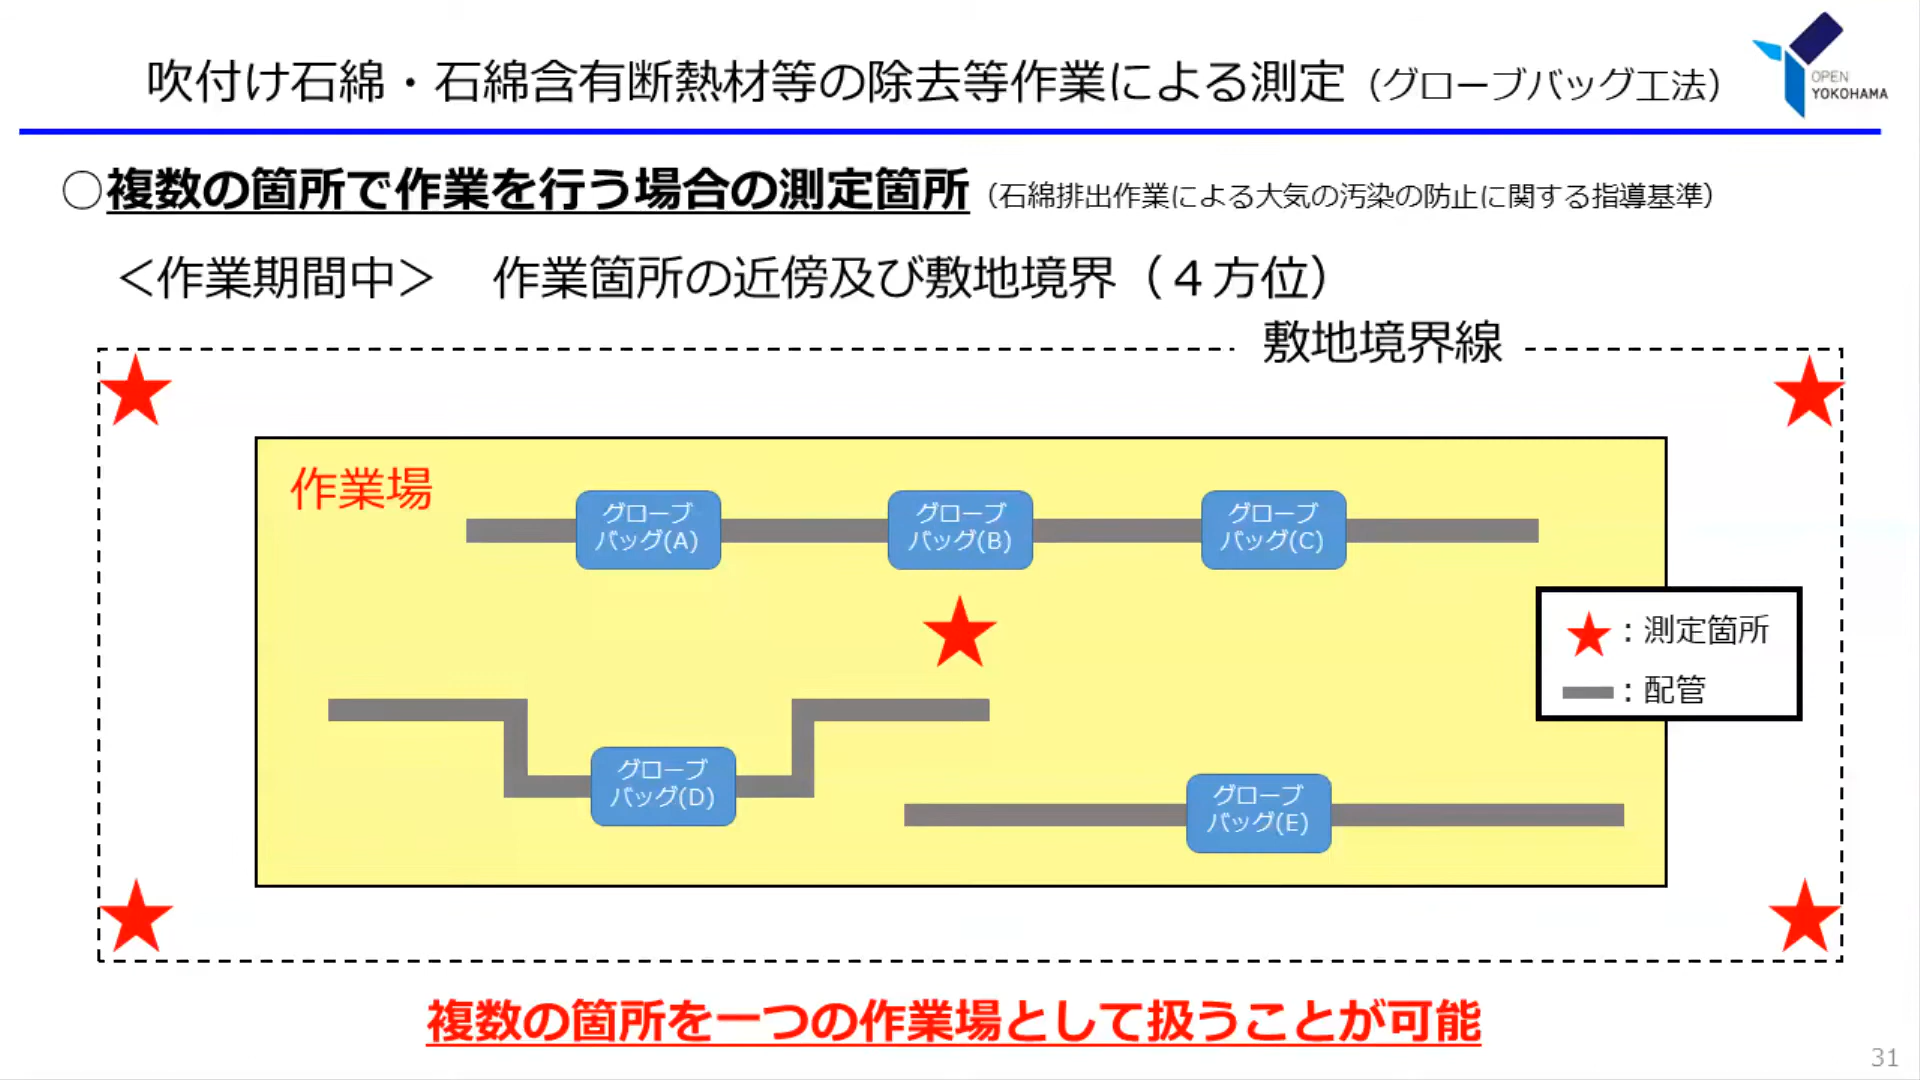 吹付け石綿・石綿含有断熱材等の除去等作業による測定（グローブバッグ工法）
OPEN
YOKOHAMA
○複数の箇所で作業を行う場合の測定箇所（石綿排出作業による大気の汚染の防止に関する指導基準）
＜作業期間中＞　作業箇所の近傍及び敷地境界（４方位）
敷地境界線
作業場
グローブ
バッグ(A)
グローブ
バッグ(B)
グローブ
バッグ(C)
★：測定箇所
：配管
グローブ
バッグ(D)
グローブ
バッグ(E)
複数の箇所を一つの作業場として扱うことが可能
31